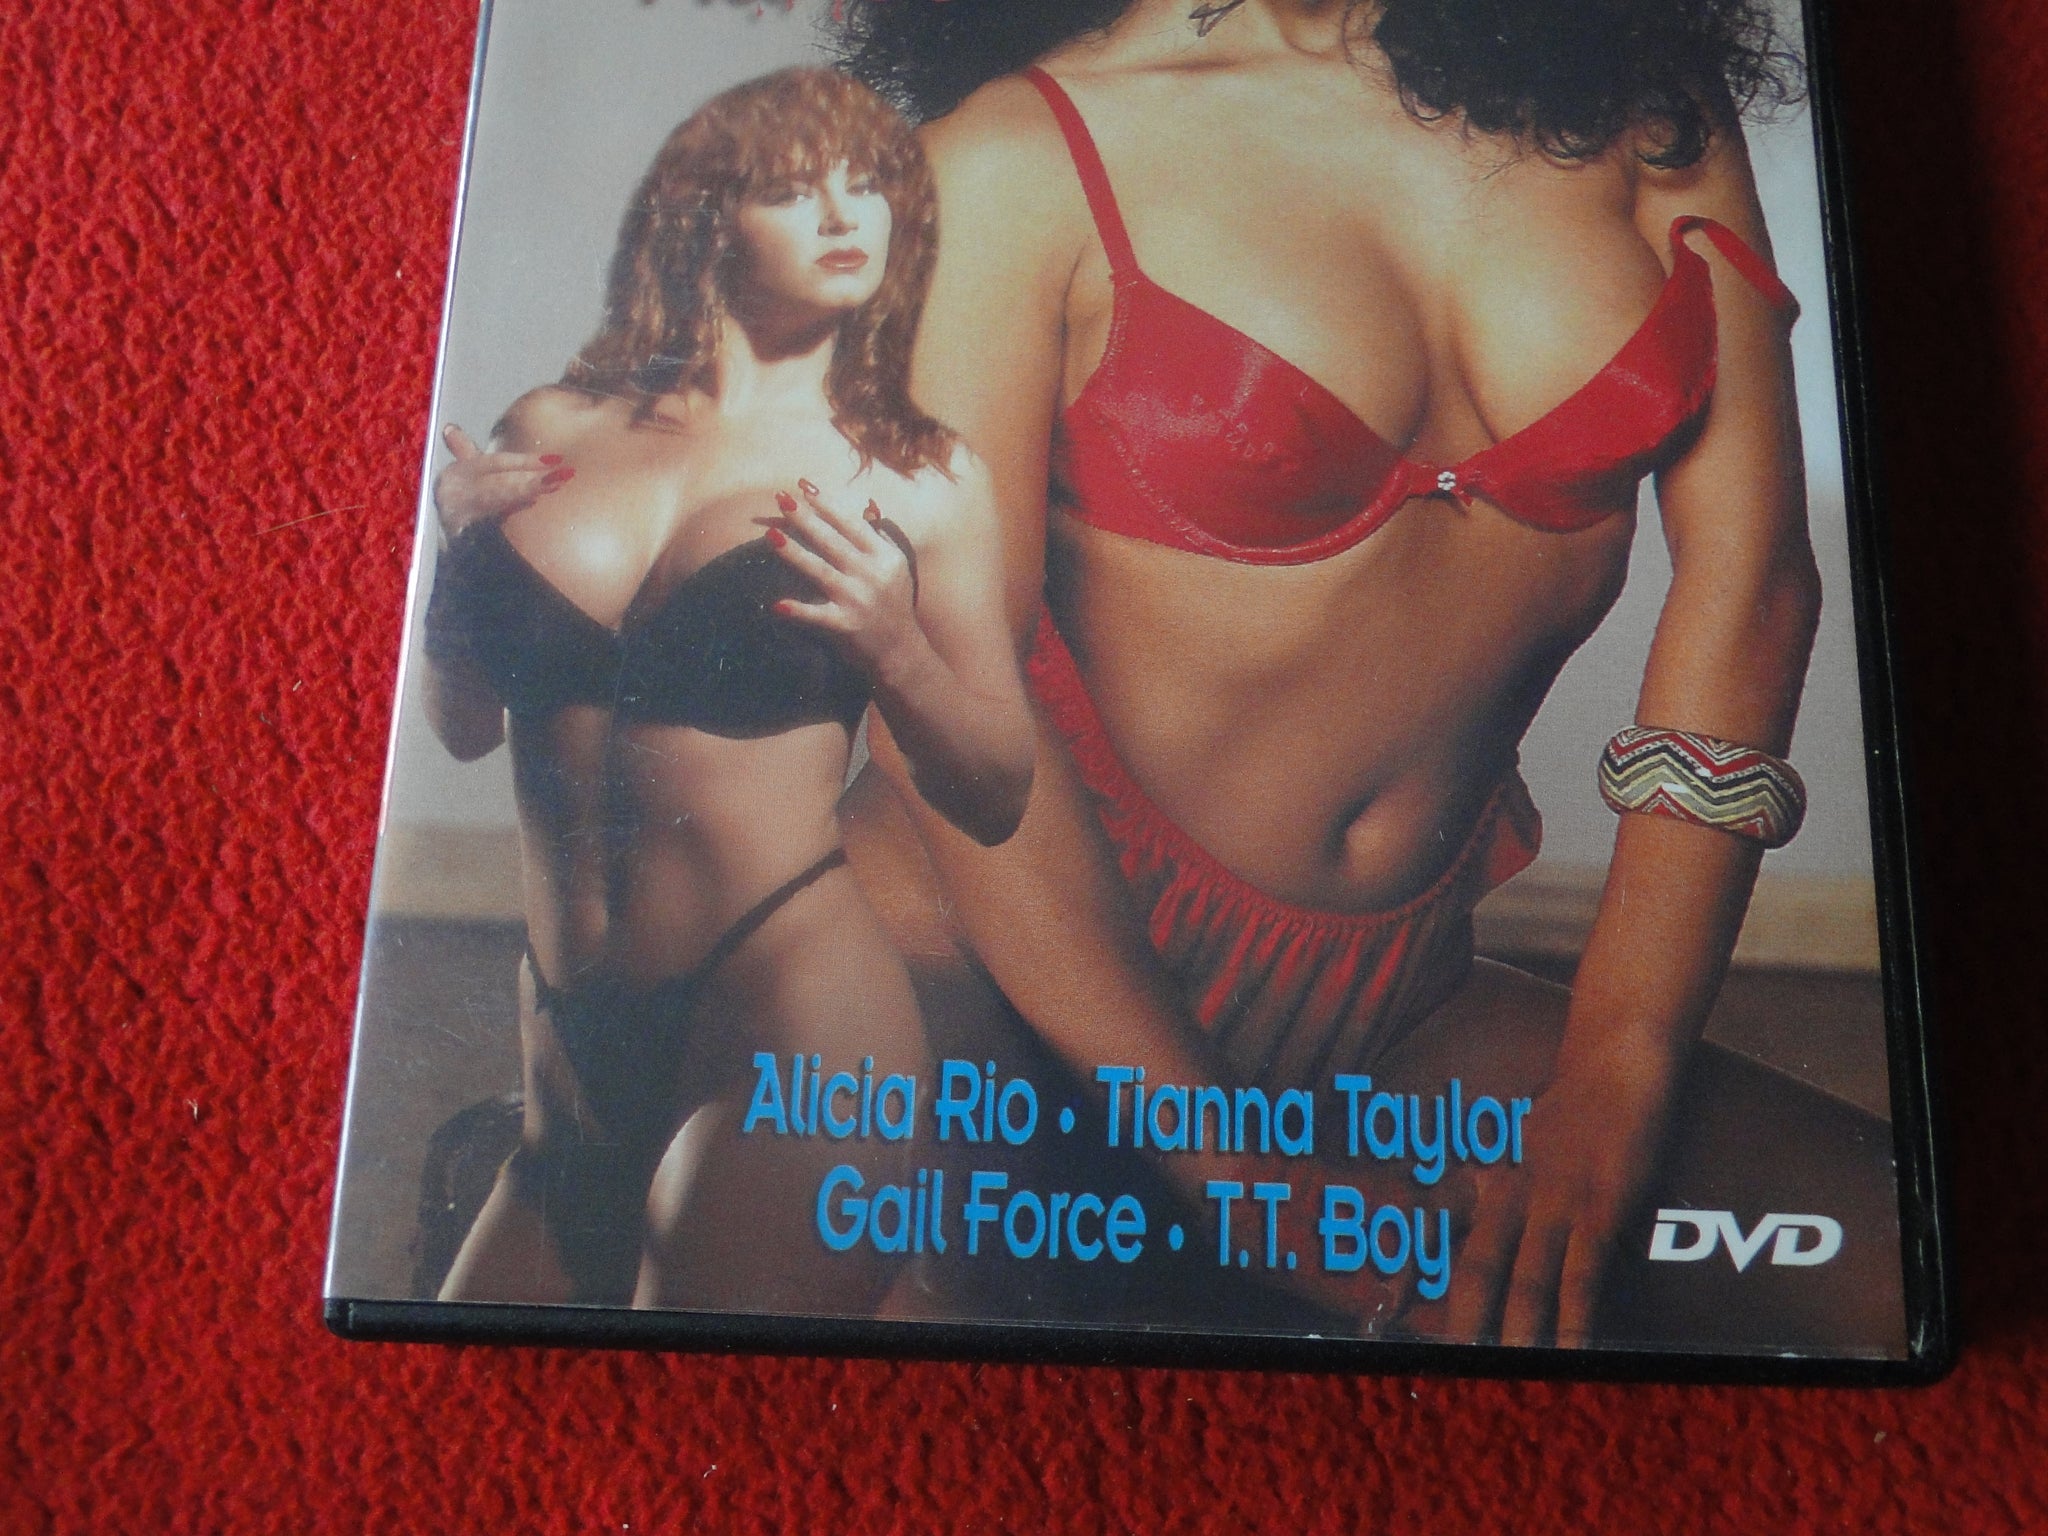 Alicia Rio • Tianna Taylor
Gail Force • T.T. Boy
DVD